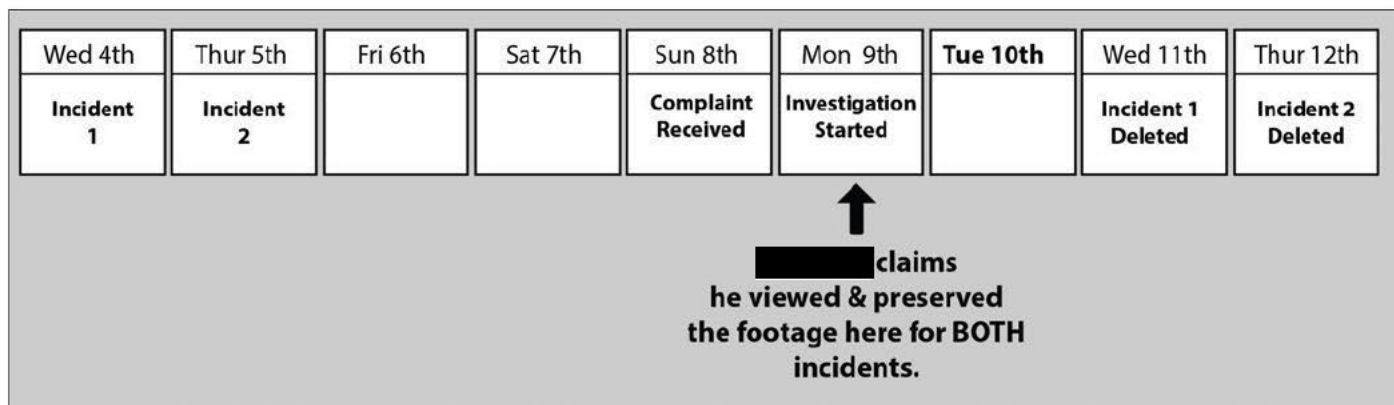 Wed 4th
Incident
1
Thur 5th
Incident
2
Fri 6th
Sat 7th
Sun 8th
Complaint
Received
Mon 9th
Investigation
Started
Tue 10th
Wed 11th
Incident 1
Deleted
Thur 12th
Incident 2
Deleted
claims
he viewed & preserved
the footage here for BOTH
incidents.